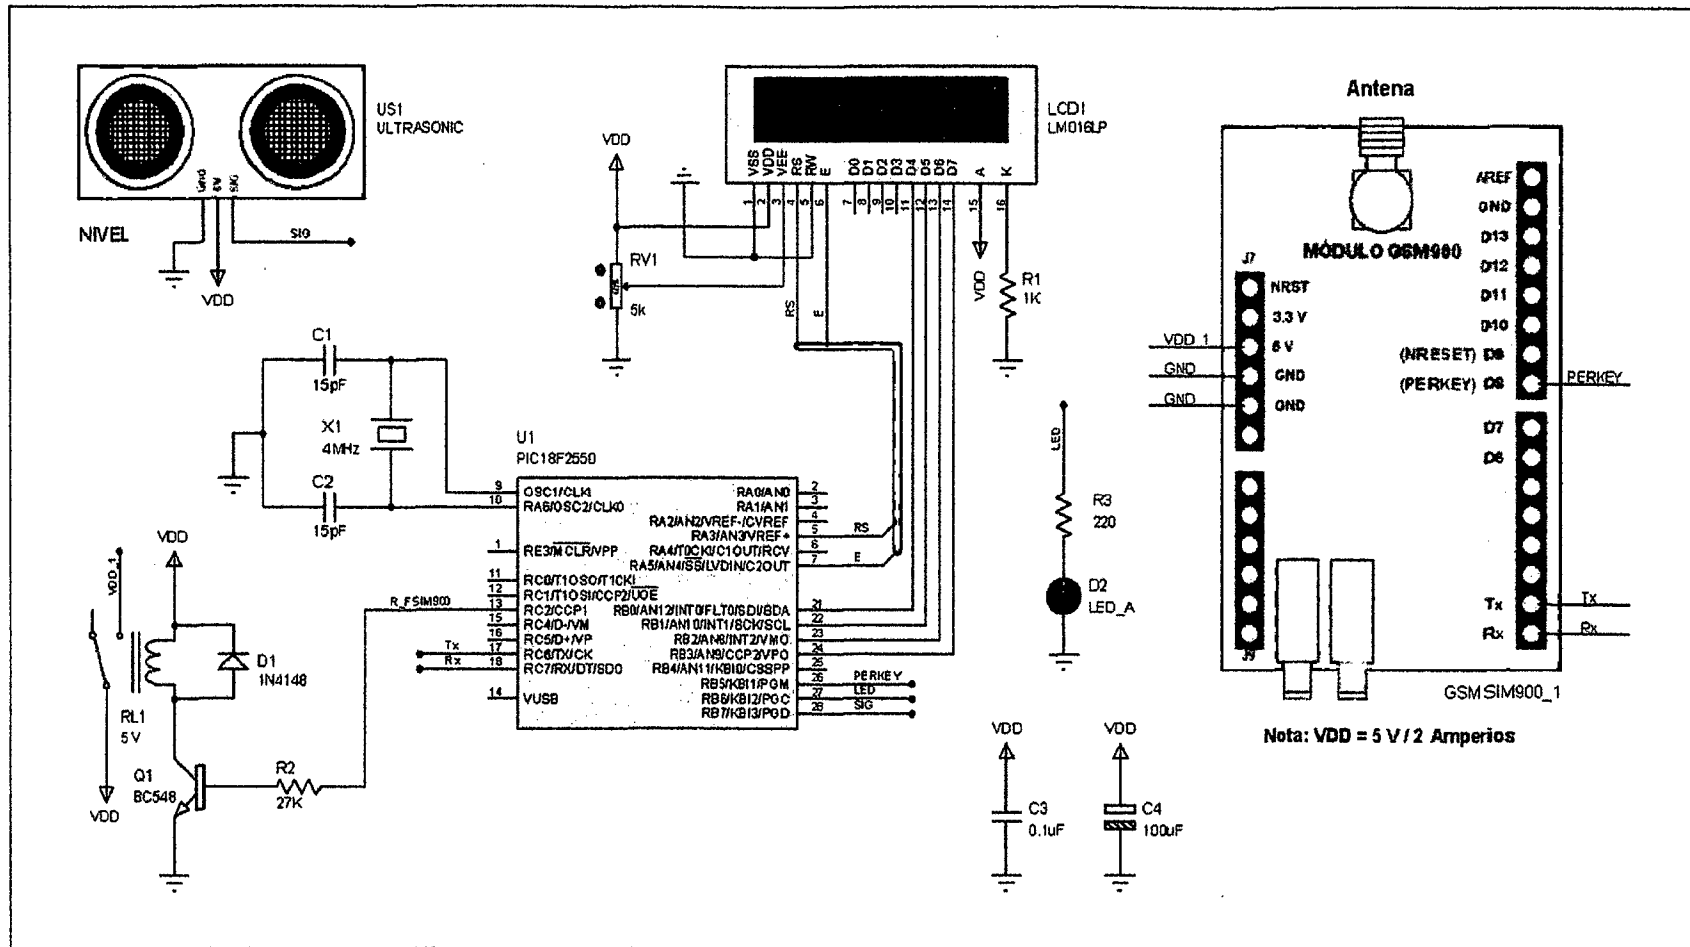 US1
ULTRASONIC
GND
5V
SIG
NIVEL
SIG
VDD
LCD1
LM016LP
VSS
VDD
VEE
RS
RW
E
D0
D1
D2
D3
D4
D5
D6
D7
A
K
1
2
3
4
5
6
7
8
9
10
11
12
13
14
15
16
VDD
RV1
5k
RS
E
VDD
R1
1K
Antena
MÓDULO GSM900
J7
NRST
3.3 V
5 V
GND
GND
VDD_1
GND
GND
AREF
GND
D13
D12
D11
D10
(NRESET) D9
(PERKEY) D8
PERKEY
D7
D6
Tx
Rx
Tx
Rx
GSM SIM900_1
Nota: VDD = 5 V / 2 Amperios
C1
15pF
X1
4MHz
C2
15pF
U1
PIC18F2550
9 OSC1/CLKI
10 RA6/OSC2/CLKO
1 RE3/MCLR/VPP
11 RC0/T1OSO/T1CKI
12 RC1/T1OSI/CCP2/UOE
13 RC2/CCP1
15 RC4/D-/VM
16 RC5/D+/VP
17 RC6/TX/CK
18 RC7/RX/DT/SDO
14 VUSB
RA0/AN0 2
RA1/AN1 3
RA2/AN2/VREF-/CVREF 4
RA3/AN3/VREF+ 5
RA4/T0CKI/C1OUT/RCV 6
RA5/AN4/SS/LVDIN/C2OUT 7
RB0/AN12/INT0/FLT0/SDI/SDA 21
RB1/AN10/INT1/SCK/SCL 22
RB2/AN8/INT2/VMO 23
RB3/AN9/CCP2/VPO 24
RB4/AN11/KBI0/CSSPP 25
RB5/KBI1/PGM 26
RB6/KBI2/PGC 27
RB7/KBI3/PGD 28
RS
E
PERKEY
LED
SIG
R_FSIM900
Tx
Rx
VDD
VDD_1
D1
1N4148
RL1
5V
Q1
BC548
R2
27K
VDD
LED
R3
220
D2
LED_A
VDD
C3
0.1uF
VDD
C4
100uF